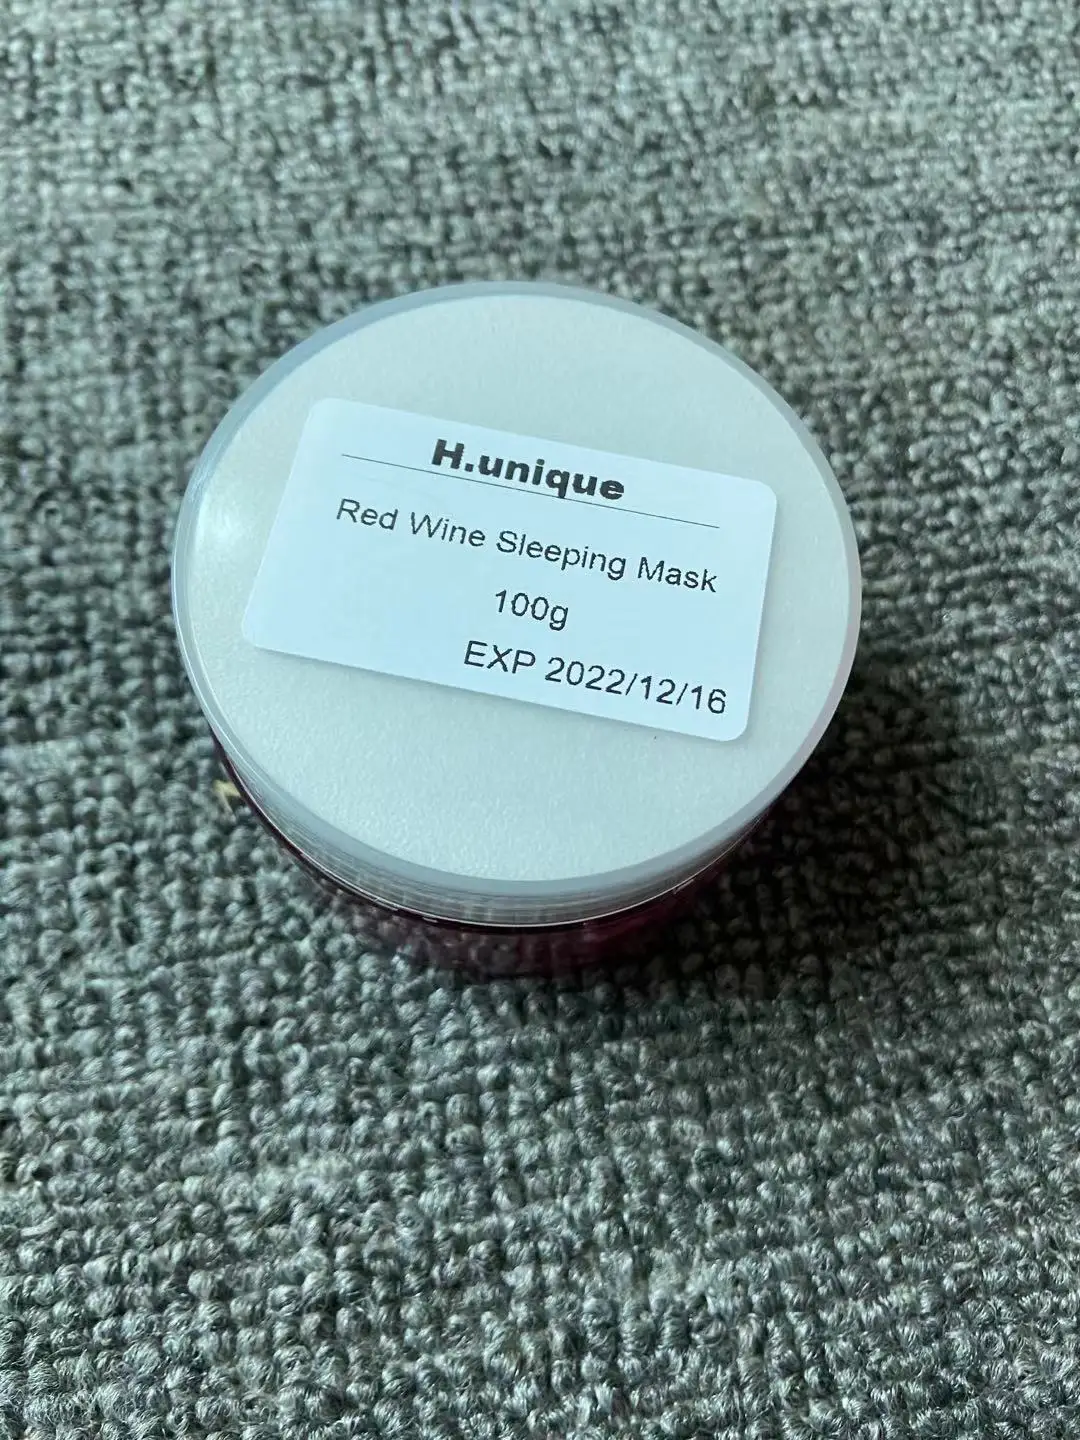 H.unique
Red Wine Sleeping Mask
100g
EXP 2022/12/16